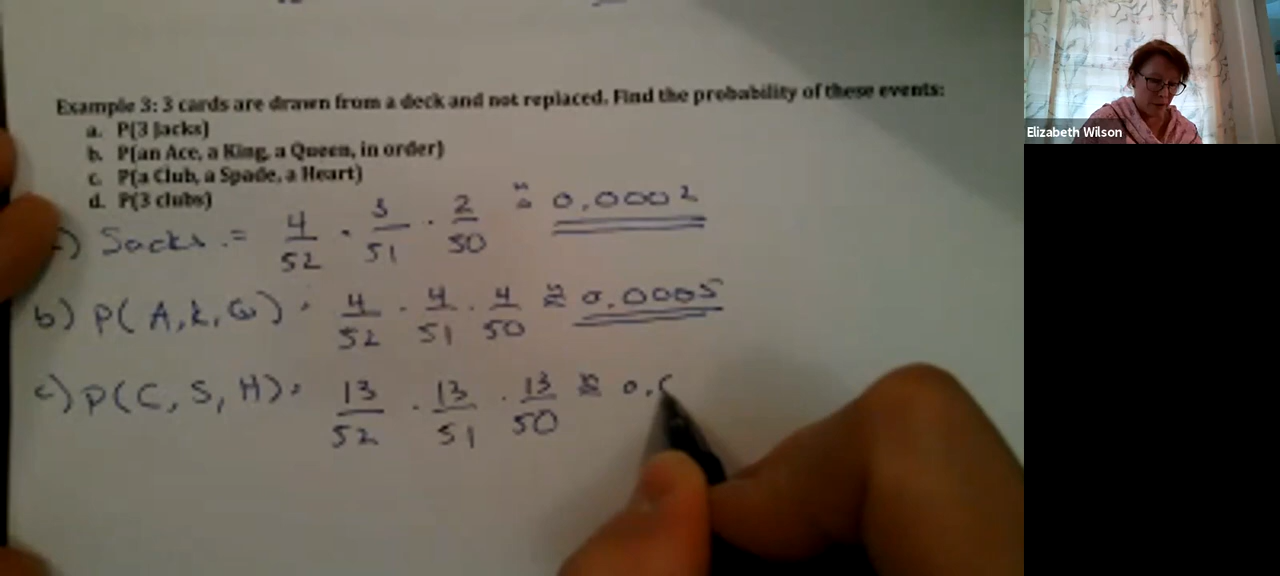 Example 3: 3 cards are drawn from a deck and not replaced. Find the probability of these events:
a. P(3 Jacks)
b. P(an Ace, a King, a Queen, in order)
c. P(a Club, a Spade, a Heart)
d. P(3 clubs)
) Jacks. = 4/52 · 3/51 · 2/50 ≈ 0.0002
b) P(A, K, Q) = 4/52 · 4/51 · 4/50 ≈ 0.0005
c) P(C, S, H) = 13/52 · 13/51 · 13/50 ≈ 0.
Elizabeth Wilson